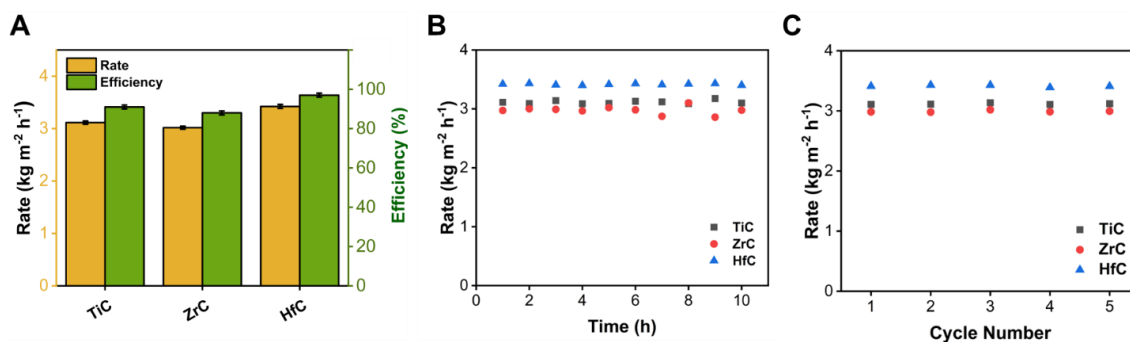 A
Rate
Efficiency
Rate (kg m⁻² h⁻¹)
4
3
2
1
0
100
80
60
40
20
0
Efficiency (%)
TiC
ZrC
HfC
B
Rate (kg m⁻² h⁻¹)
4
3
2
1
0
TiC
ZrC
HfC
0
2
4
6
8
10
Time (h)
C
Rate (kg m⁻² h⁻¹)
4
3
2
1
0
TiC
ZrC
HfC
1
2
3
4
5
Cycle Number